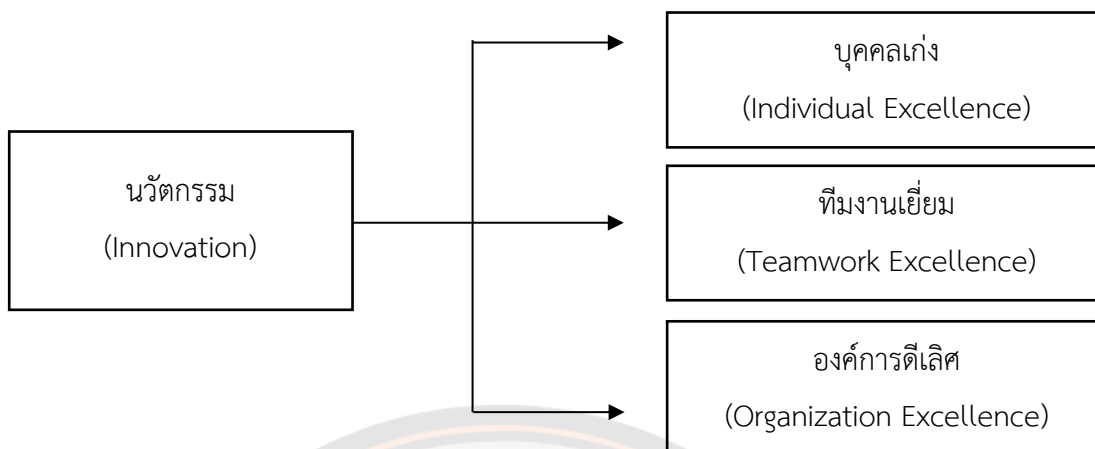 นวัตกรรม
(Innovation)
บุคคลเก่ง
(Individual Excellence)
ทีมงานเยี่ยม
(Teamwork Excellence)
องค์การดีเลิศ
(Organization Excellence)